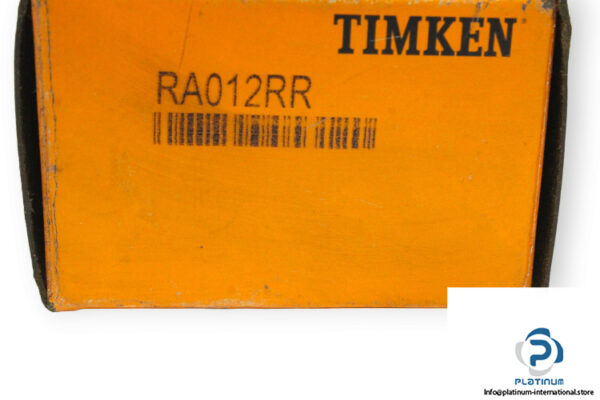 TIMKEN
RA012RR
PLATINUM
Info@platinum-international.store